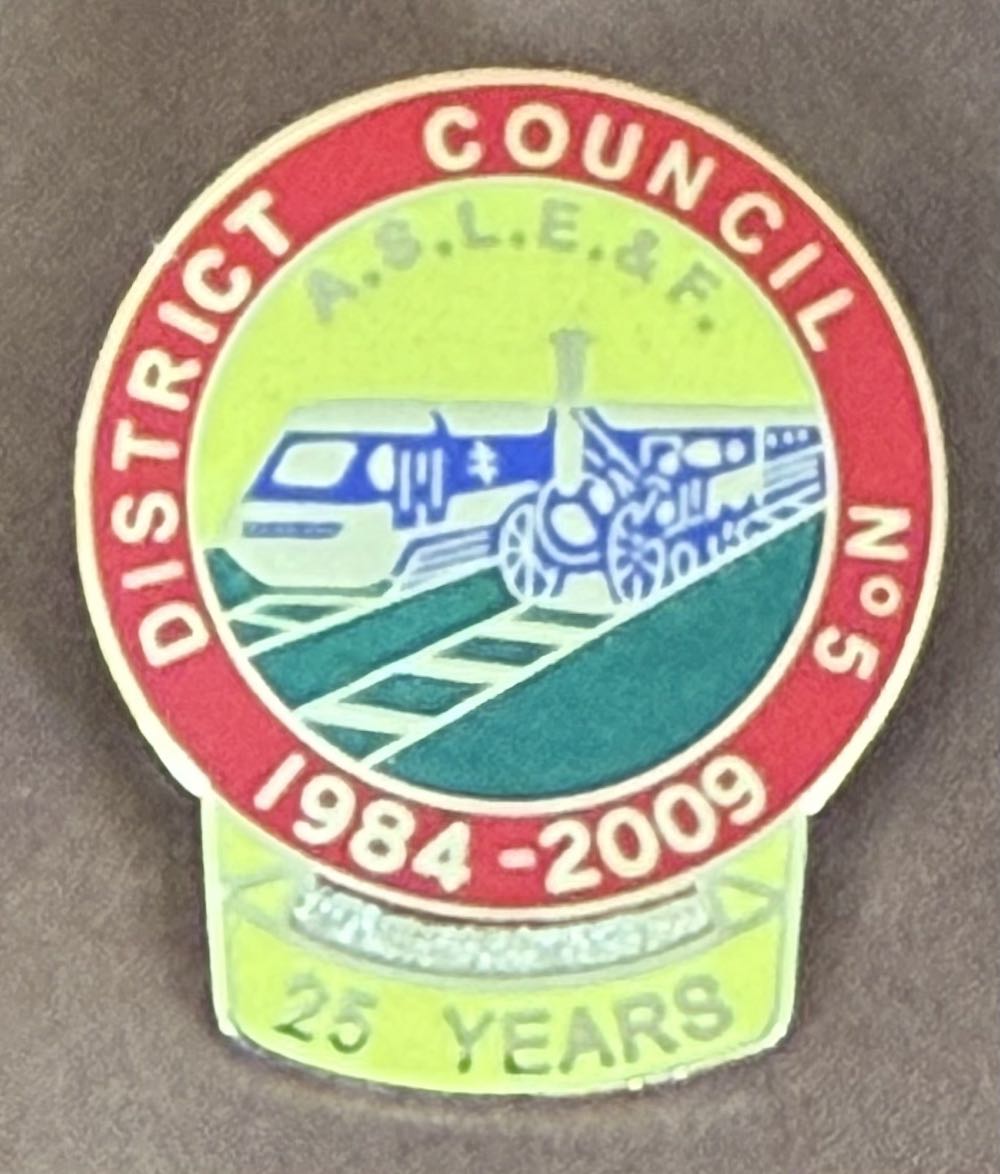 DISTRICT COUNCIL Nº5
A.S.L.E.&F.
1984-2009
25 YEARS